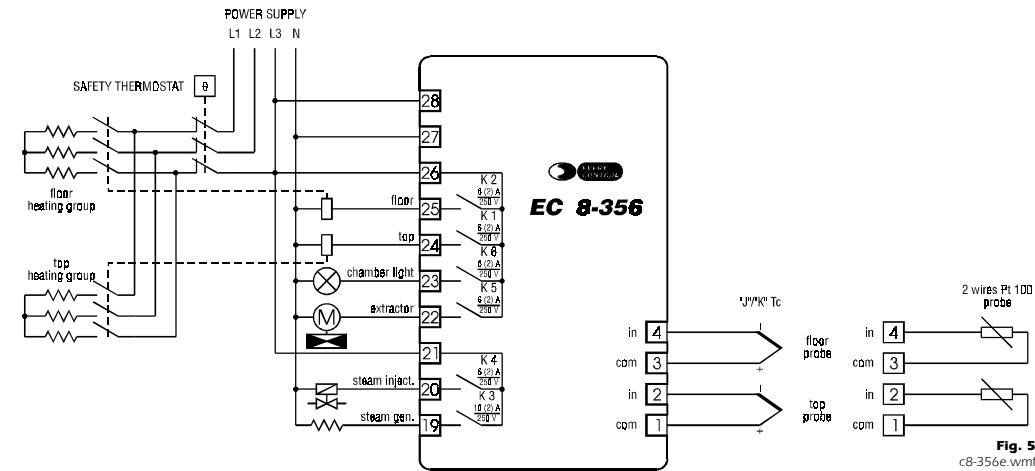 POWER SUPPLY
L1 L2 L3 N
SAFETY THERMOSTAT θ
floor
heating group
top
heating group
28
27
26
K 2
6 (2) A
250 V
floor 25
K 1
6 (2) A
250 V
top 24
K 6
6 (2) A
250 V
chamber light 23
K 5
6 (2) A
250 V
extractor 22
M
21
K 4
6 (2) A
250 V
steam inject. 20
K 3
10 (2) A
250 V
steam gen. 19
EVERY
CONTROL
EC 8-356
in 4
com 3
in 2
com 1
"J"/"K" Tc
-
+
-
+
floor
probe
top
probe
2 wires Pt 100
probe
in 4
com 3
in 2
com 1
Fig. 5
c8-356e.wmf